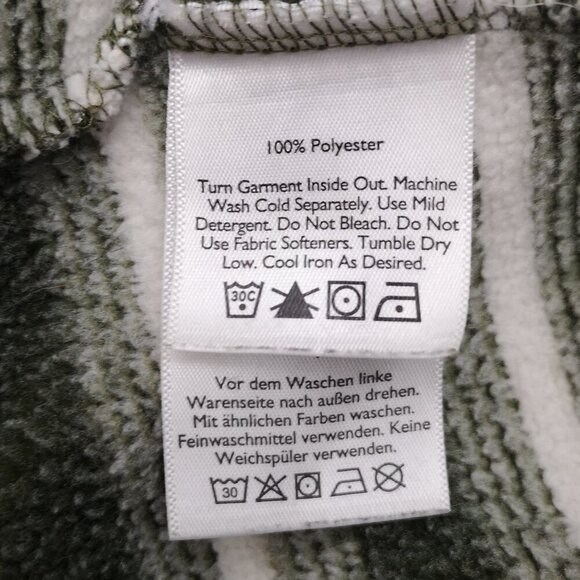 100% Polyester
Turn Garment Inside Out. Machine
Wash Cold Separately. Use Mild
Detergent. Do Not Bleach. Do Not
Use Fabric Softeners. Tumble Dry
Low. Cool Iron As Desired.
30C
Vor dem Waschen linke
Warenseite nach außen drehen.
Mit ähnlichen Farben waschen.
Feinwaschmittel verwenden. Keine
Weichspüler verwenden.
30